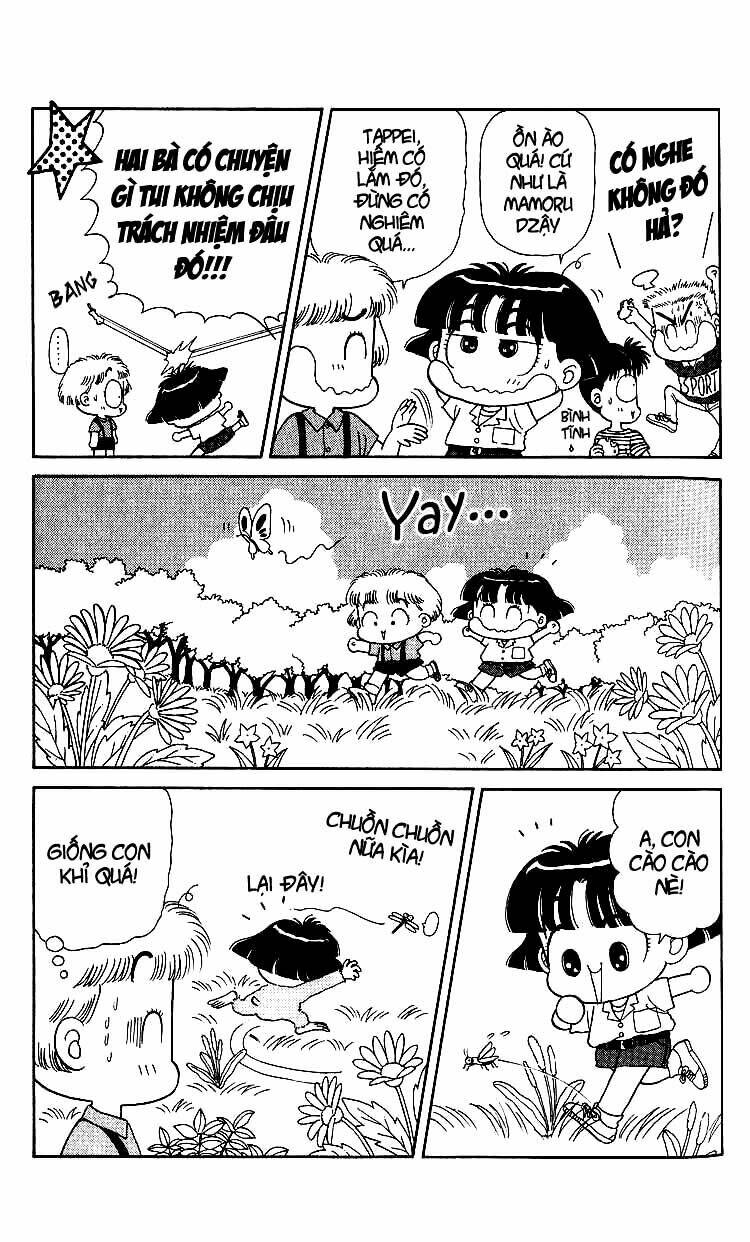 CÓ NGHE
KHÔNG ĐÓ
HẢ?
SPORT
ỒN ÀO
QUÁ! CỨ
NHƯ LÀ
MAMORU
DZẬY
BÌNH
TĨNH
TAPPEI,
HIẾM CÓ
LẮM ĐÓ,
ĐỪNG CÓ
NGHIÊM
QUÁ...
HAI BÀ CÓ CHUYỆN
GÌ TUI KHÔNG CHỊU
TRÁCH NHIỆM ĐÂU
ĐÓ!!!
BANG
......
Yay...
A, CON
CÀO CÀO
NÈ!
CHUỒN CHUỒN
NỮA KÌA!
LẠI ĐÂY!
GIỐNG CON
KHỈ QUÁ!